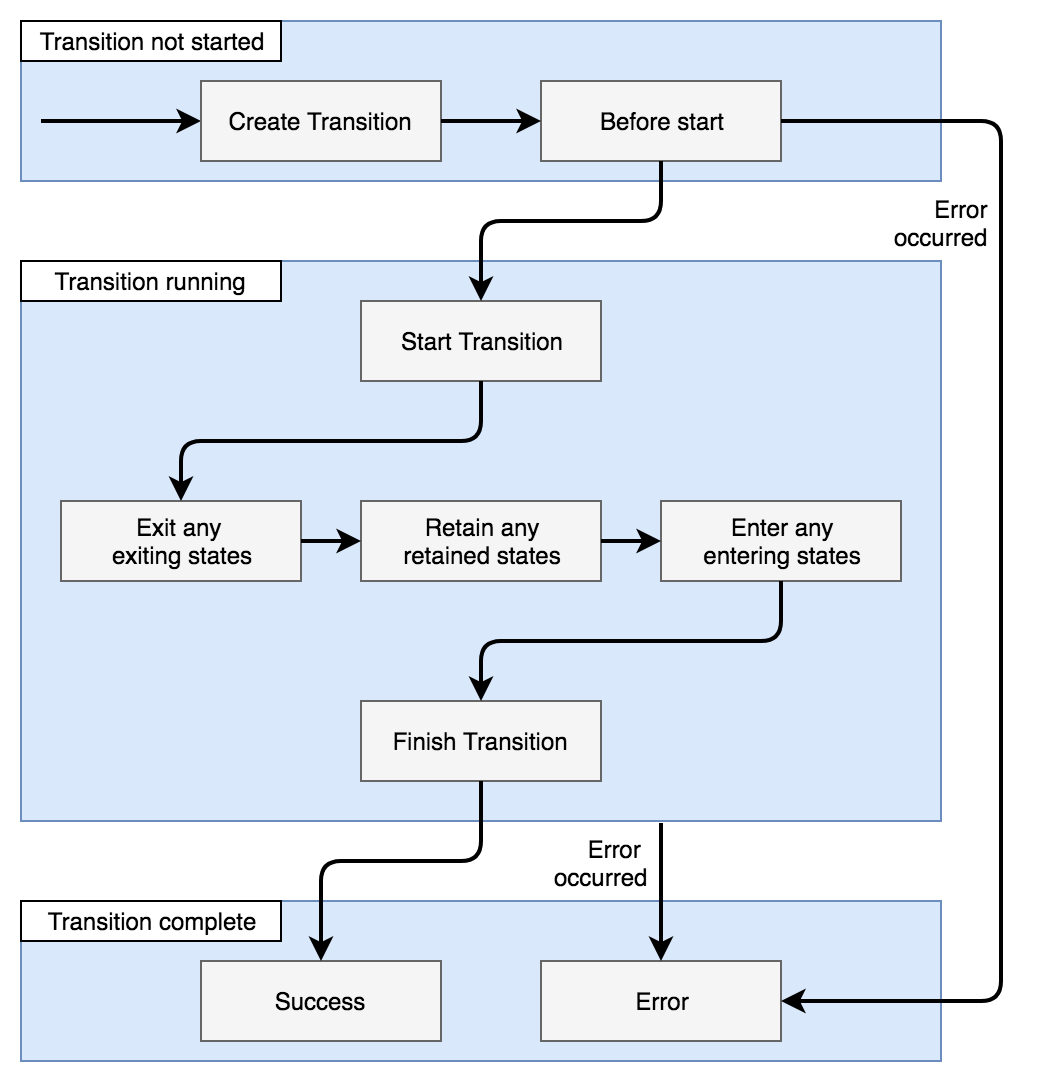 Transition not started
Create Transition
Before start
Error
occurred
Transition running
Start Transition
Exit any
exiting states
Retain any
retained states
Enter any
entering states
Finish Transition
Error
occurred
Transition complete
Success
Error